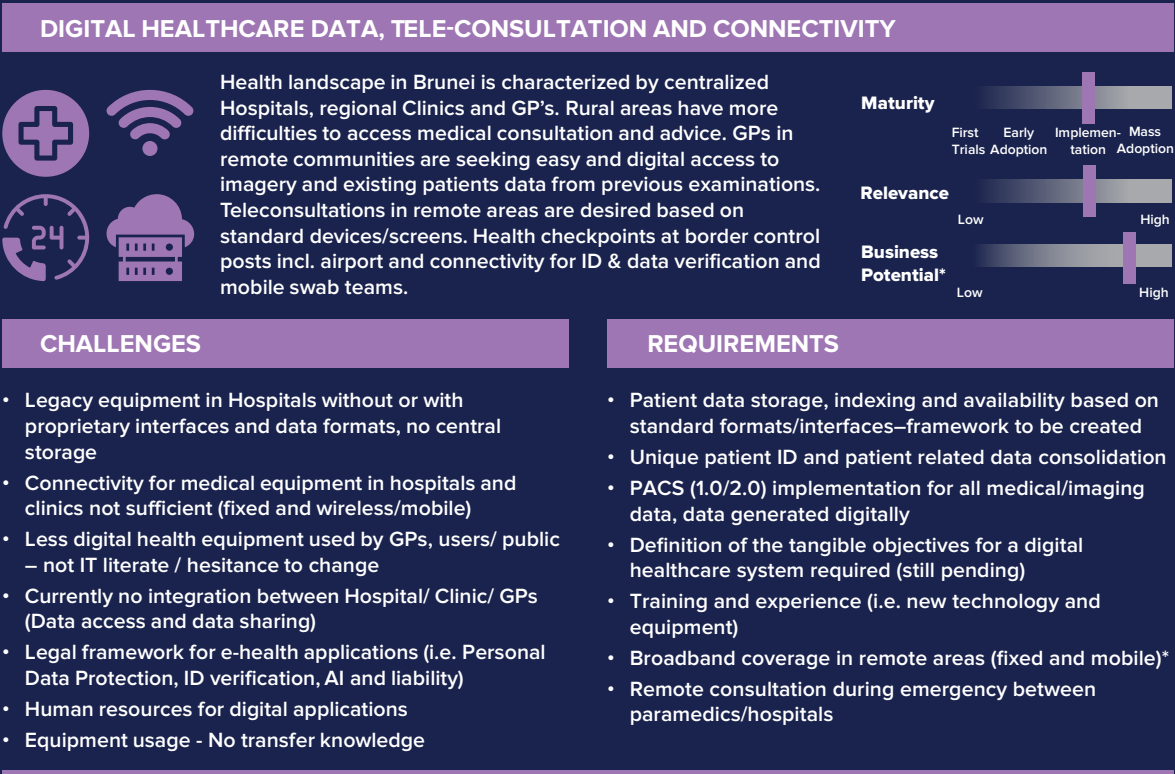 DIGITAL HEALTHCARE DATA, TELE-CONSULTATION AND CONNECTIVITY
Health landscape in Brunei is characterized by centralized
Hospitals, regional Clinics and GP's. Rural areas have more
difficulties to access medical consultation and advice. GPs in
remote communities are seeking easy and digital access to
imagery and existing patients data from previous examinations.
Teleconsultations in remote areas are desired based on
standard devices/screens. Health checkpoints at border control
posts incl. airport and connectivity for ID & data verification and
mobile swab teams.
24
Maturity
First Early Implemen- Mass
Trials Adoption tation Adoption
Relevance
Low High
Business
Potential*
Low High
CHALLENGES
• Legacy equipment in Hospitals without or with
proprietary interfaces and data formats, no central
storage
• Connectivity for medical equipment in hospitals and
clinics not sufficient (fixed and wireless/mobile)
• Less digital health equipment used by GPs, users/ public
– not IT literate / hesitance to change
• Currently no integration between Hospital/ Clinic/ GPs
(Data access and data sharing)
• Legal framework for e-health applications (i.e. Personal
Data Protection, ID verification, AI and liability)
• Human resources for digital applications
• Equipment usage - No transfer knowledge
REQUIREMENTS
• Patient data storage, indexing and availability based on
standard formats/interfaces–framework to be created
• Unique patient ID and patient related data consolidation
• PACS (1.0/2.0) implementation for all medical/imaging
data, data generated digitally
• Definition of the tangible objectives for a digital
healthcare system required (still pending)
• Training and experience (i.e. new technology and
equipment)
• Broadband coverage in remote areas (fixed and mobile)*
• Remote consultation during emergency between
paramedics/hospitals